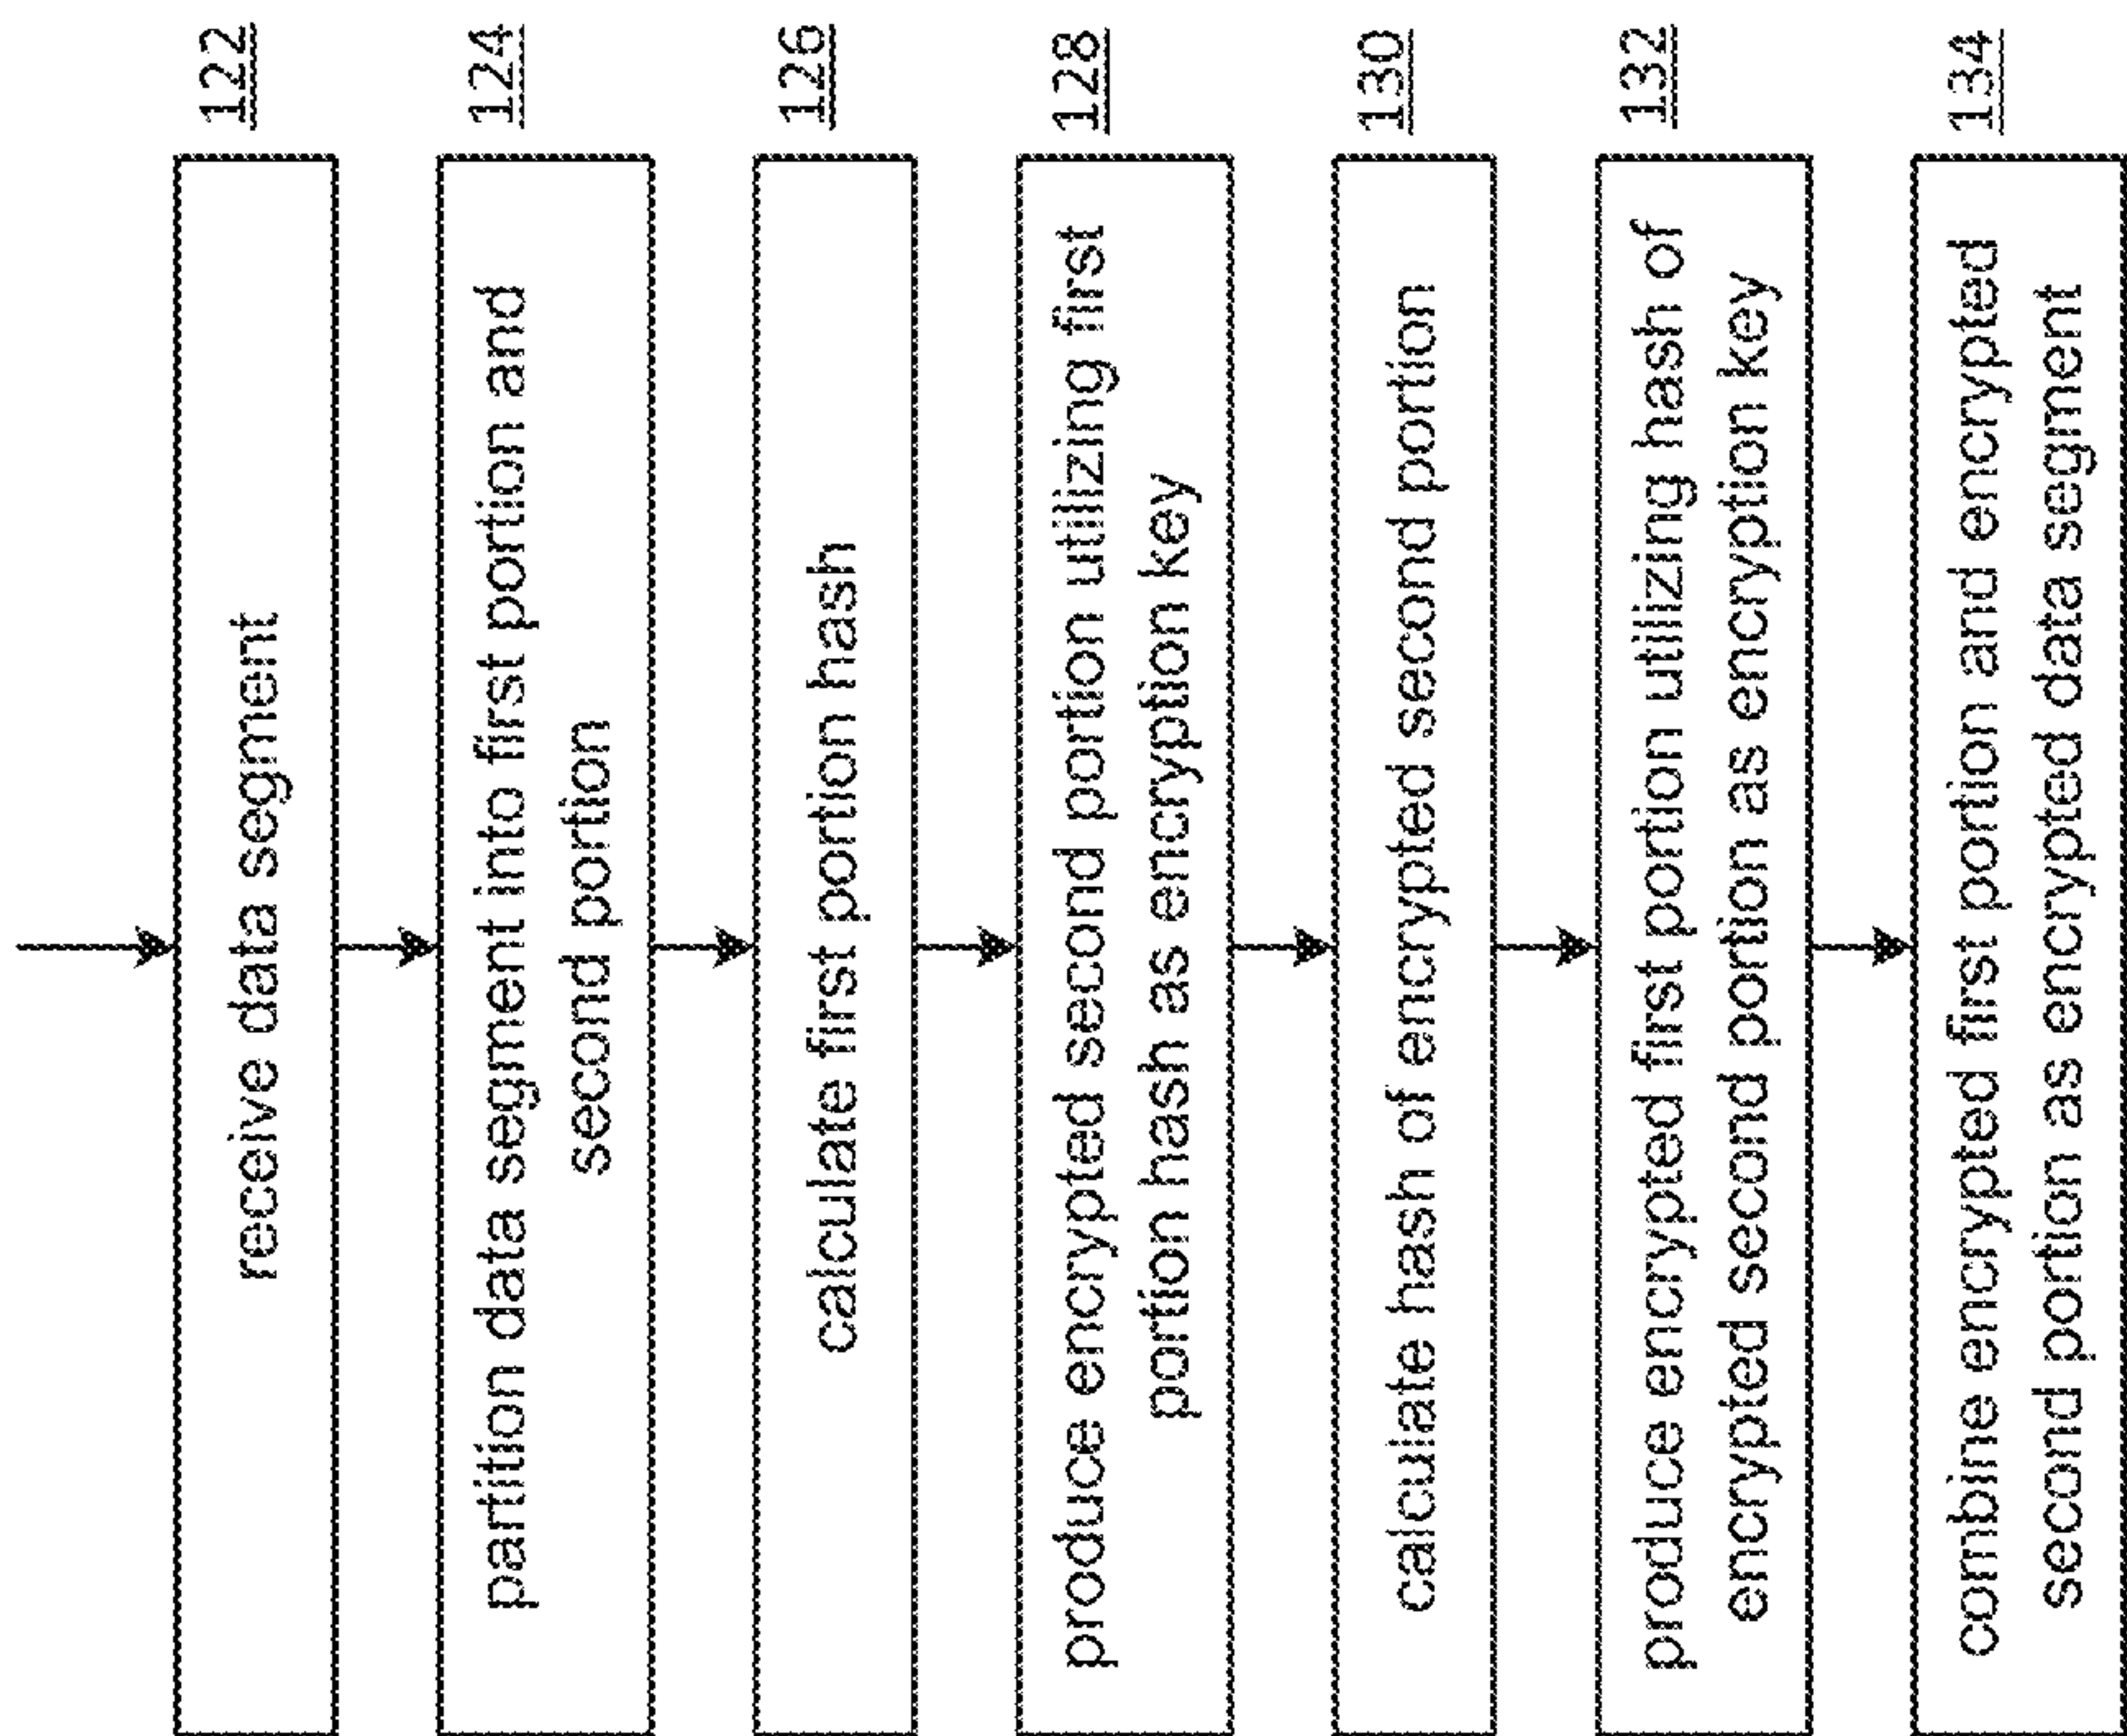 receive data segment
122
partition data segment into first portion and
second portion
124
calculate first portion hash
126
produce encrypted second portion utilizing first
portion hash as encryption key
128
calculate hash of encrypted second portion
130
produce encrypted first portion utilizing hash of
encrypted second portion as encryption key
132
combine encrypted first portion and encrypted
second portion as encrypted data segment
134